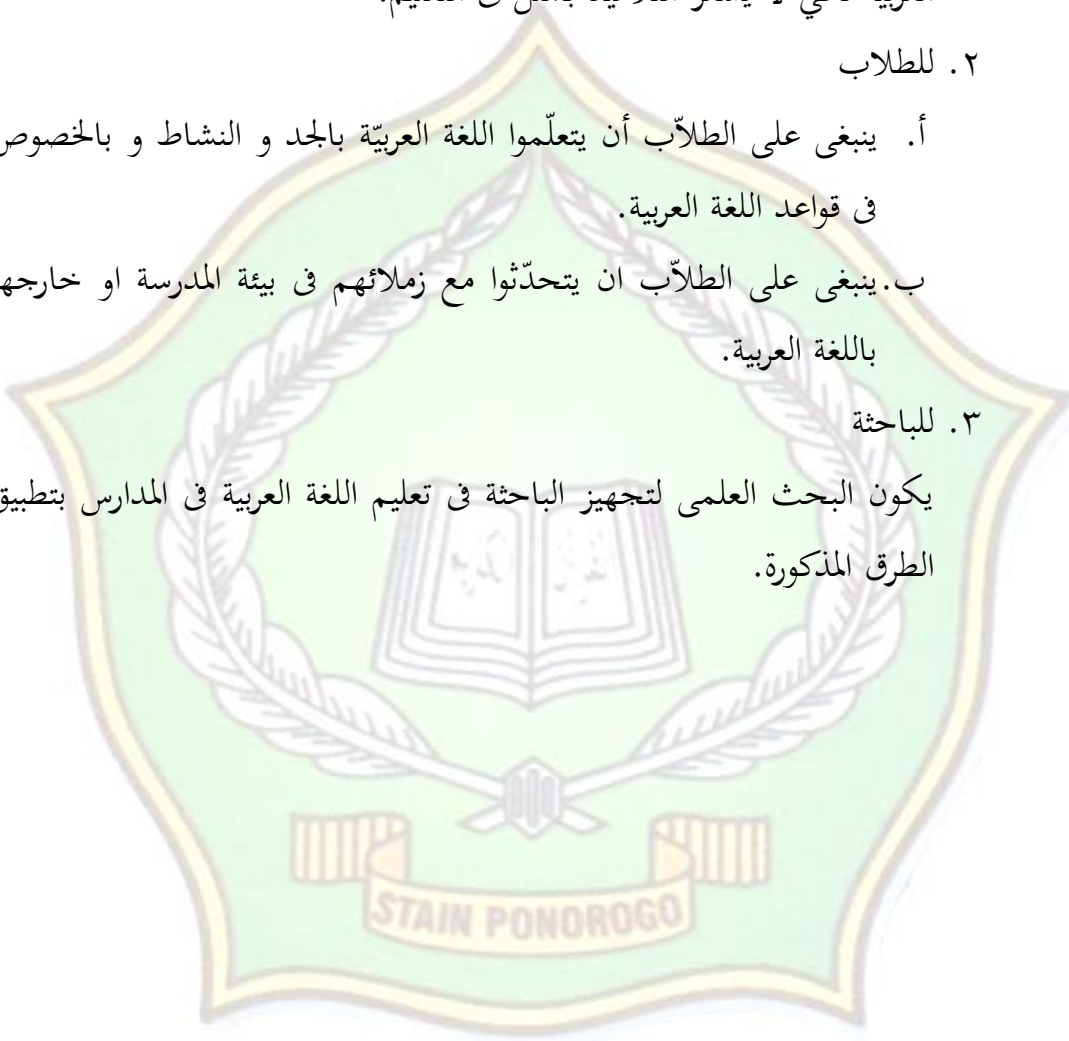 ٢. للطلاب
أ. ينبغى على الطلاّب أن يتعلّموا اللغة العربيّة بالجد و النشاط و بالخصوص
فى قواعد اللغة العربية.
ب. ينبغى على الطلاّب ان يتحدّثوا مع زملائهم فى بيئة المدرسة او خارجها
باللغة العربية.
٣. للباحثة
يكون البحث العلمى لتجهيز الباحثة فى تعليم اللغة العربية فى المدارس بتطبيق
الطرق المذكورة.
STAIN PONOROGO